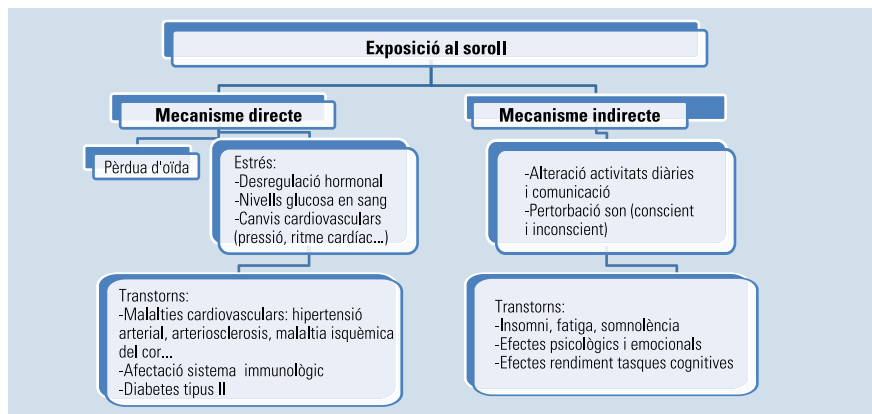 Exposició al soroll
Mecanisme directe
Pèrdua d'oïda
Estrés:
-Desregulació hormonal
-Nivells glucosa en sang
-Canvis cardiovasculars
(pressió, ritme cardíac...)
Transtorns:
-Malalties cardiovasculars: hipertensió
arterial, arteriosclerosis, malaltia isquèmica
del cor...
-Afectació sistema immunològic
-Diabetes tipus II
Mecanisme indirecte
-Alteració activitats diàries
i comunicació
-Pertorbació son (conscient
i inconscient)
Transtorns:
-Insomni, fatiga, somnolència
-Efectes psicològics i emocionals
-Efectes rendiment tasques cognitives